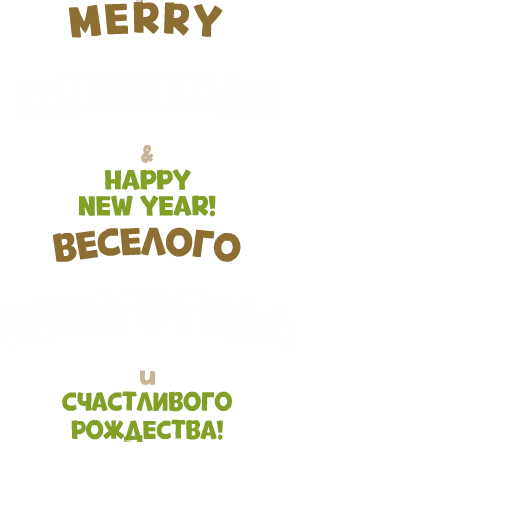 MERRY
&
HAPPY
NEW YEAR!
ВЕСЕЛОГО
и
СЧАСТЛИВОГО
РОЖДЕСТВА!